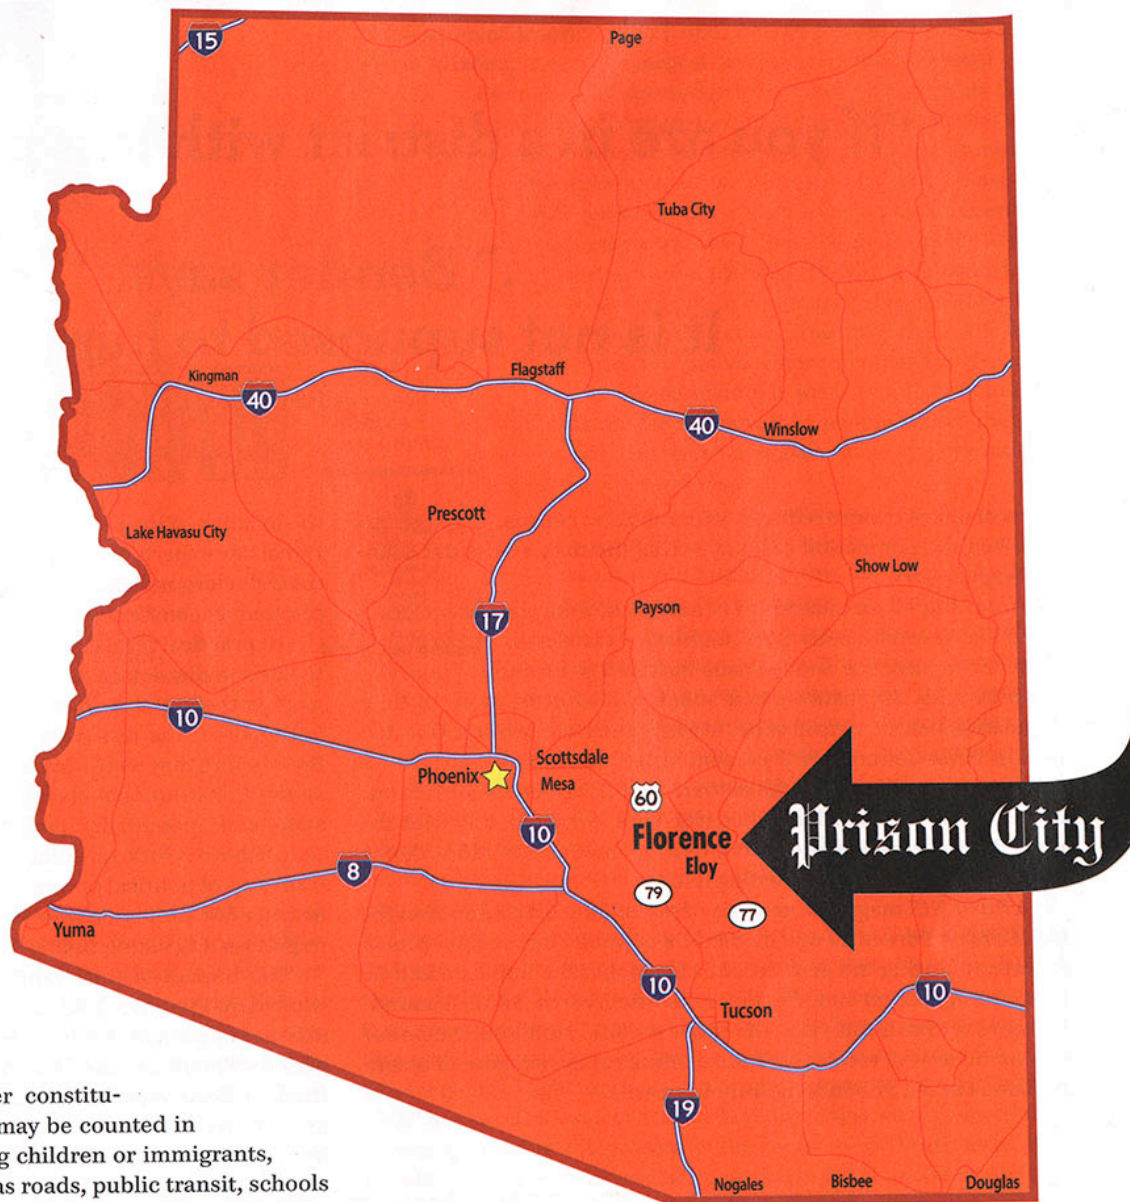 15
Page
Tuba City
Kingman
40
Flagstaff
40
Winslow
Lake Havasu City
Prescott
Show Low
17
Payson
10
Scottsdale
Phoenix
Mesa
60
10
Florence
Prison City
Eloy
8
79
77
Yuma
10
10
Tucson
19
er constitu-
may be counted in
g children or immigrants,
as roads, public transit, schools
Nogales
Bisbee
Douglas